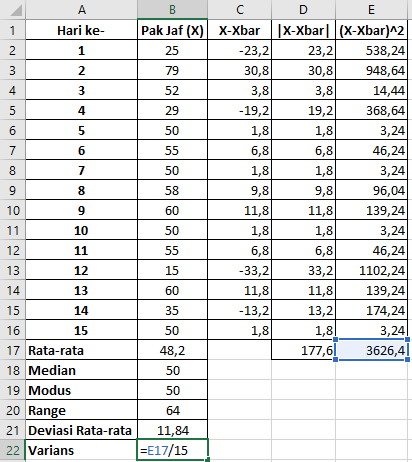 A B C D E
1 Hari ke- Pak Jaf (X) X-Xbar |X-Xbar| (X-Xbar)^2
2 1 25 -23,2 23,2 538,24
3 2 79 30,8 30,8 948,64
4 3 52 3,8 3,8 14,44
5 4 29 -19,2 19,2 368,64
6 5 50 1,8 1,8 3,24
7 6 55 6,8 6,8 46,24
8 7 50 1,8 1,8 3,24
9 8 58 9,8 9,8 96,04
10 9 60 11,8 11,8 139,24
11 10 50 1,8 1,8 3,24
12 11 55 6,8 6,8 46,24
13 12 15 -33,2 33,2 1102,24
14 13 60 11,8 11,8 139,24
15 14 35 -13,2 13,2 174,24
16 15 50 1,8 1,8 3,24
17 Rata-rata 48,2 177,6 3626,4
18 Median 50
19 Modus 50
20 Range 64
21 Deviasi Rata-rata 11,84
22 Varians =E17/15